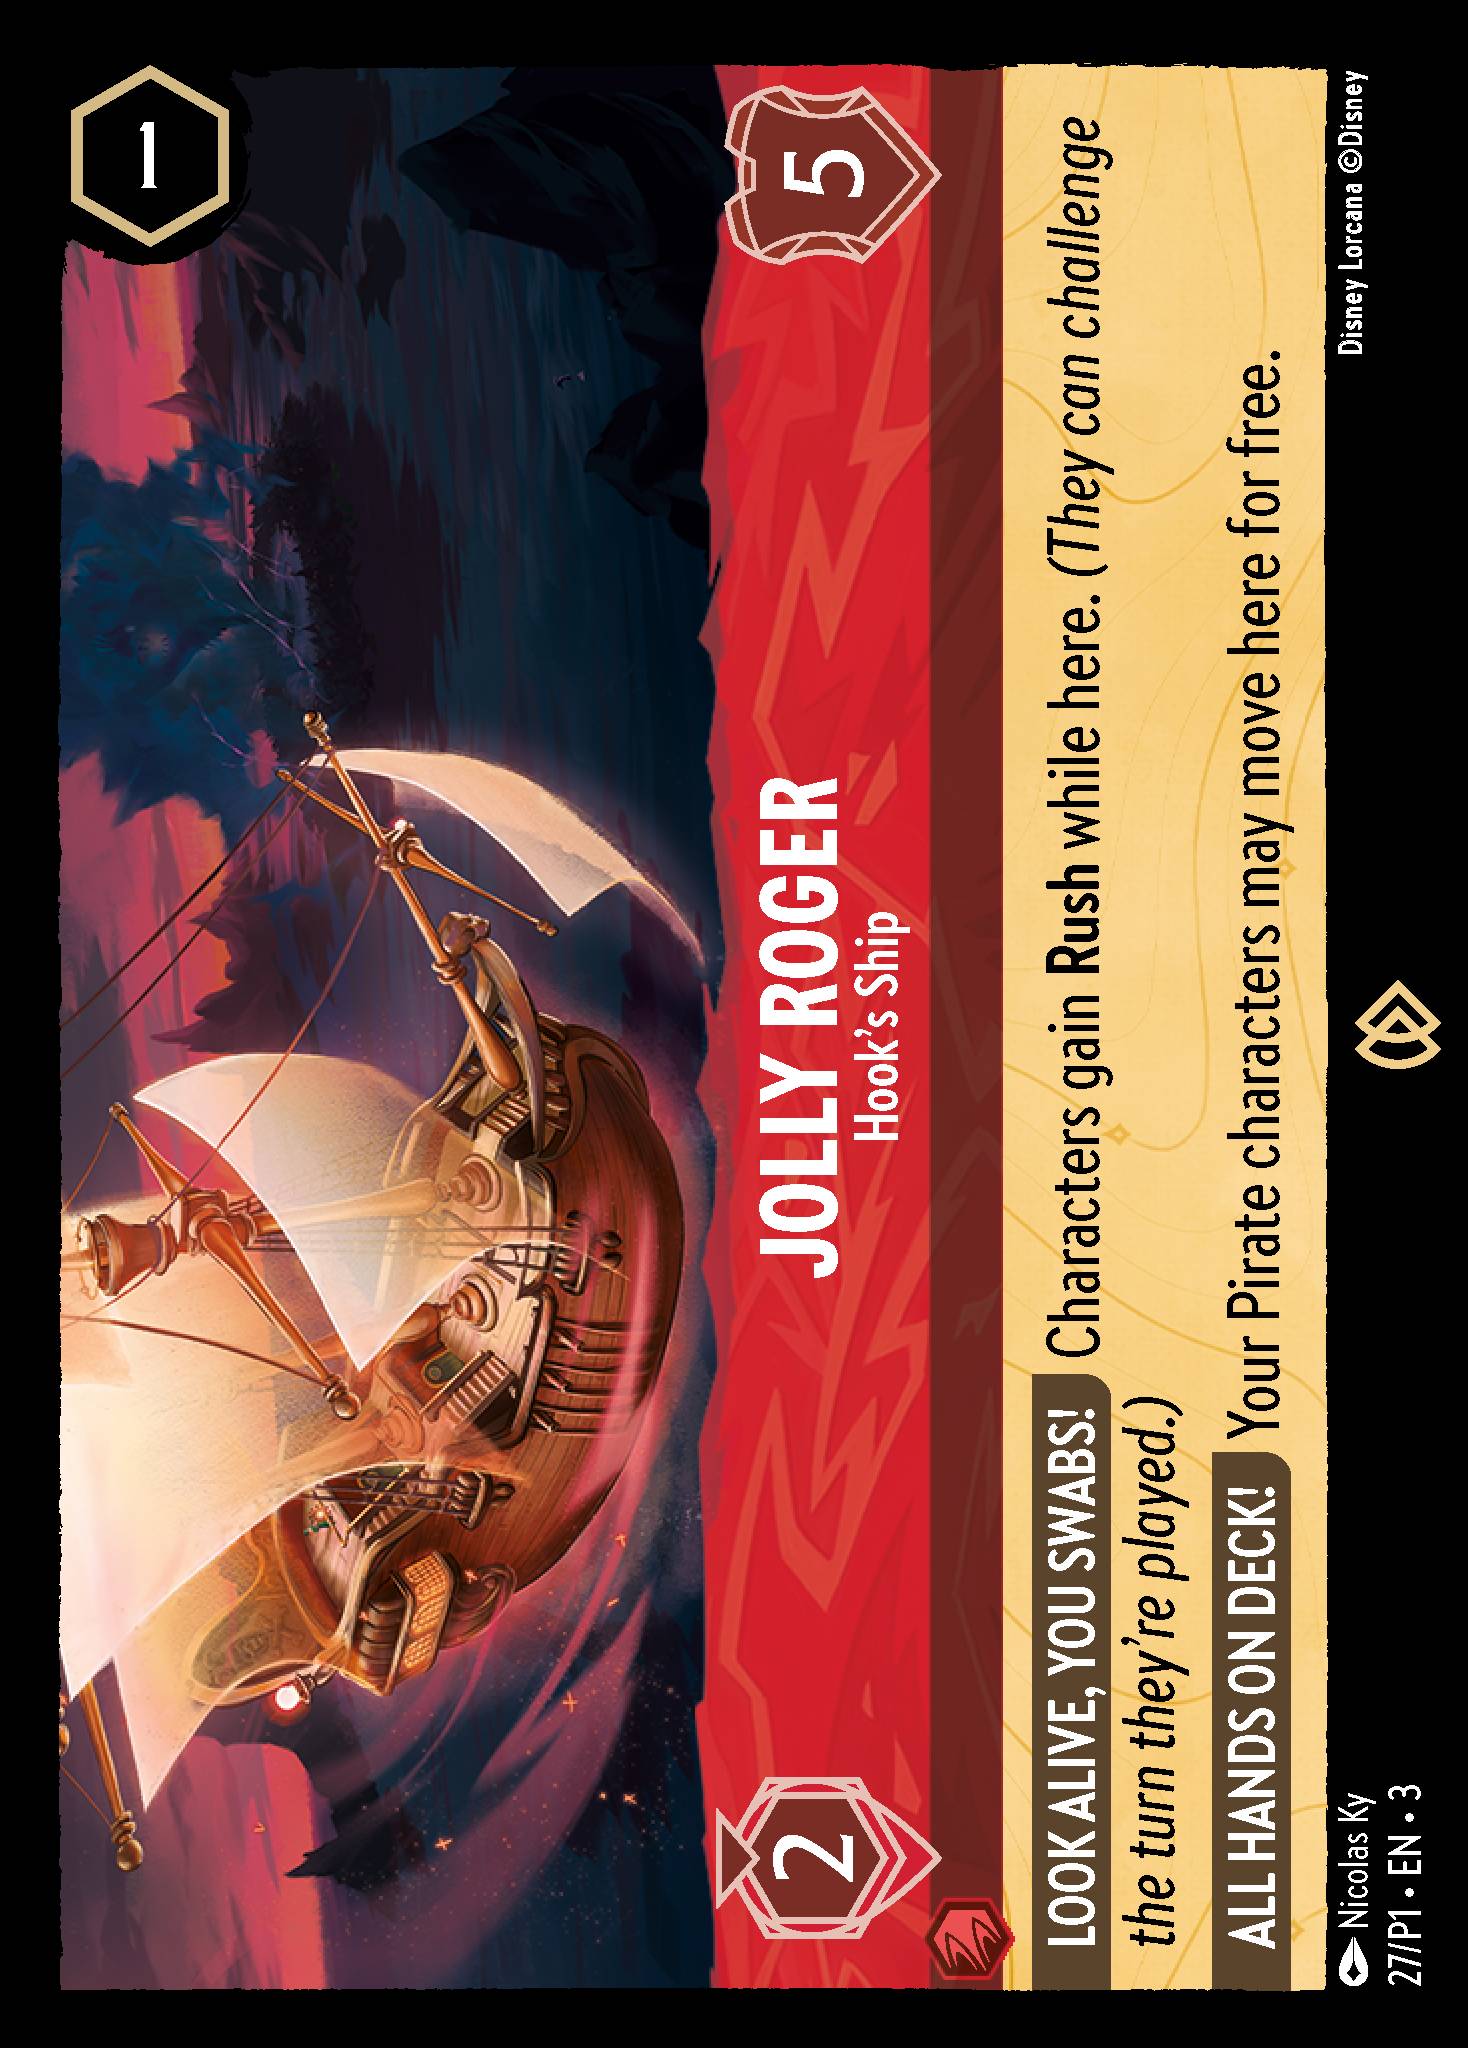 1
2
JOLLY ROGER
Hook's Ship
5
LOOK ALIVE, YOU SWABS! Characters gain Rush while here. (They can challenge
the turn they're played.)
ALL HANDS ON DECK! Your Pirate characters may move here for free.
Nicolas Ky
27/P1 • EN • 3
Disney Lorcana ©Disney